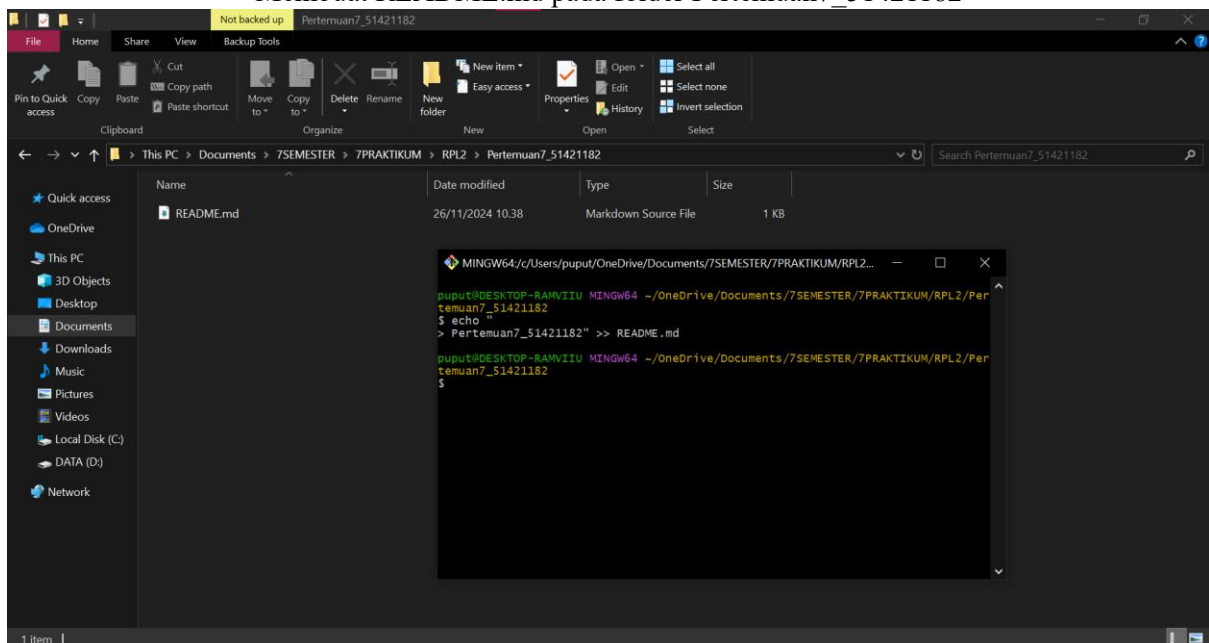 Membuat README.md pada folder Pertemuan7_51421182
Not backed up Pertemuan7_51421182
File Home Share View Backup Tools
Pin to Quick access
Copy
Paste
Cut
Copy path
Paste shortcut
Clipboard
Move to
Copy to
Delete
Rename
Organize
New folder
New item
Easy access
New
Properties
Open
Edit
History
Open
Select all
Select none
Invert selection
Select
This PC > Documents > 7SEMESTER > 7PRAKTIKUM > RPL2 > Pertemuan7_51421182
Search Pertemuan7_51421182
Name Date modified Type Size
README.md 26/11/2024 10.38 Markdown Source File 1 KB
Quick access
OneDrive
This PC
3D Objects
Desktop
Documents
Downloads
Music
Pictures
Videos
Local Disk (C:)
DATA (D:)
Network
MINGW64:/c/Users/puput/OneDrive/Documents/7SEMESTER/7PRAKTIKUM/RPL2...
puput@DESKTOP-RAMVIIU MINGW64 ~/OneDrive/Documents/7SEMESTER/7PRAKTIKUM/RPL2/Per
temuan7_51421182
$ echo "
> Pertemuan7_51421182" >> README.md
puput@DESKTOP-RAMVIIU MINGW64 ~/OneDrive/Documents/7SEMESTER/7PRAKTIKUM/RPL2/Per
temuan7_51421182
$
1 item